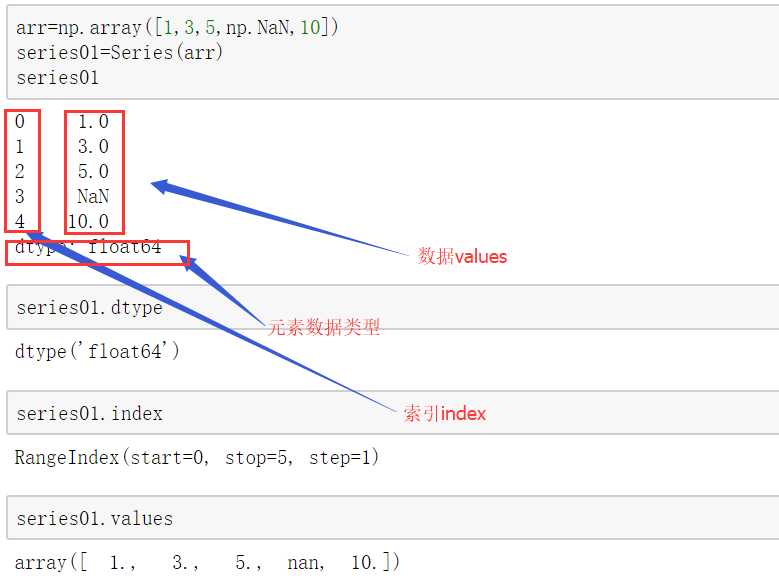 arr=np.array([1,3,5,np.NaN,10])
series01=Series(arr)
series01
0 1.0
1 3.0
2 5.0
3 NaN
4 10.0
dtype: float64
数据values
series01.dtype
元素数据类型
dtype('float64')
series01.index
索引index
RangeIndex(start=0, stop=5, step=1)
series01.values
array([ 1., 3., 5., nan, 10.])